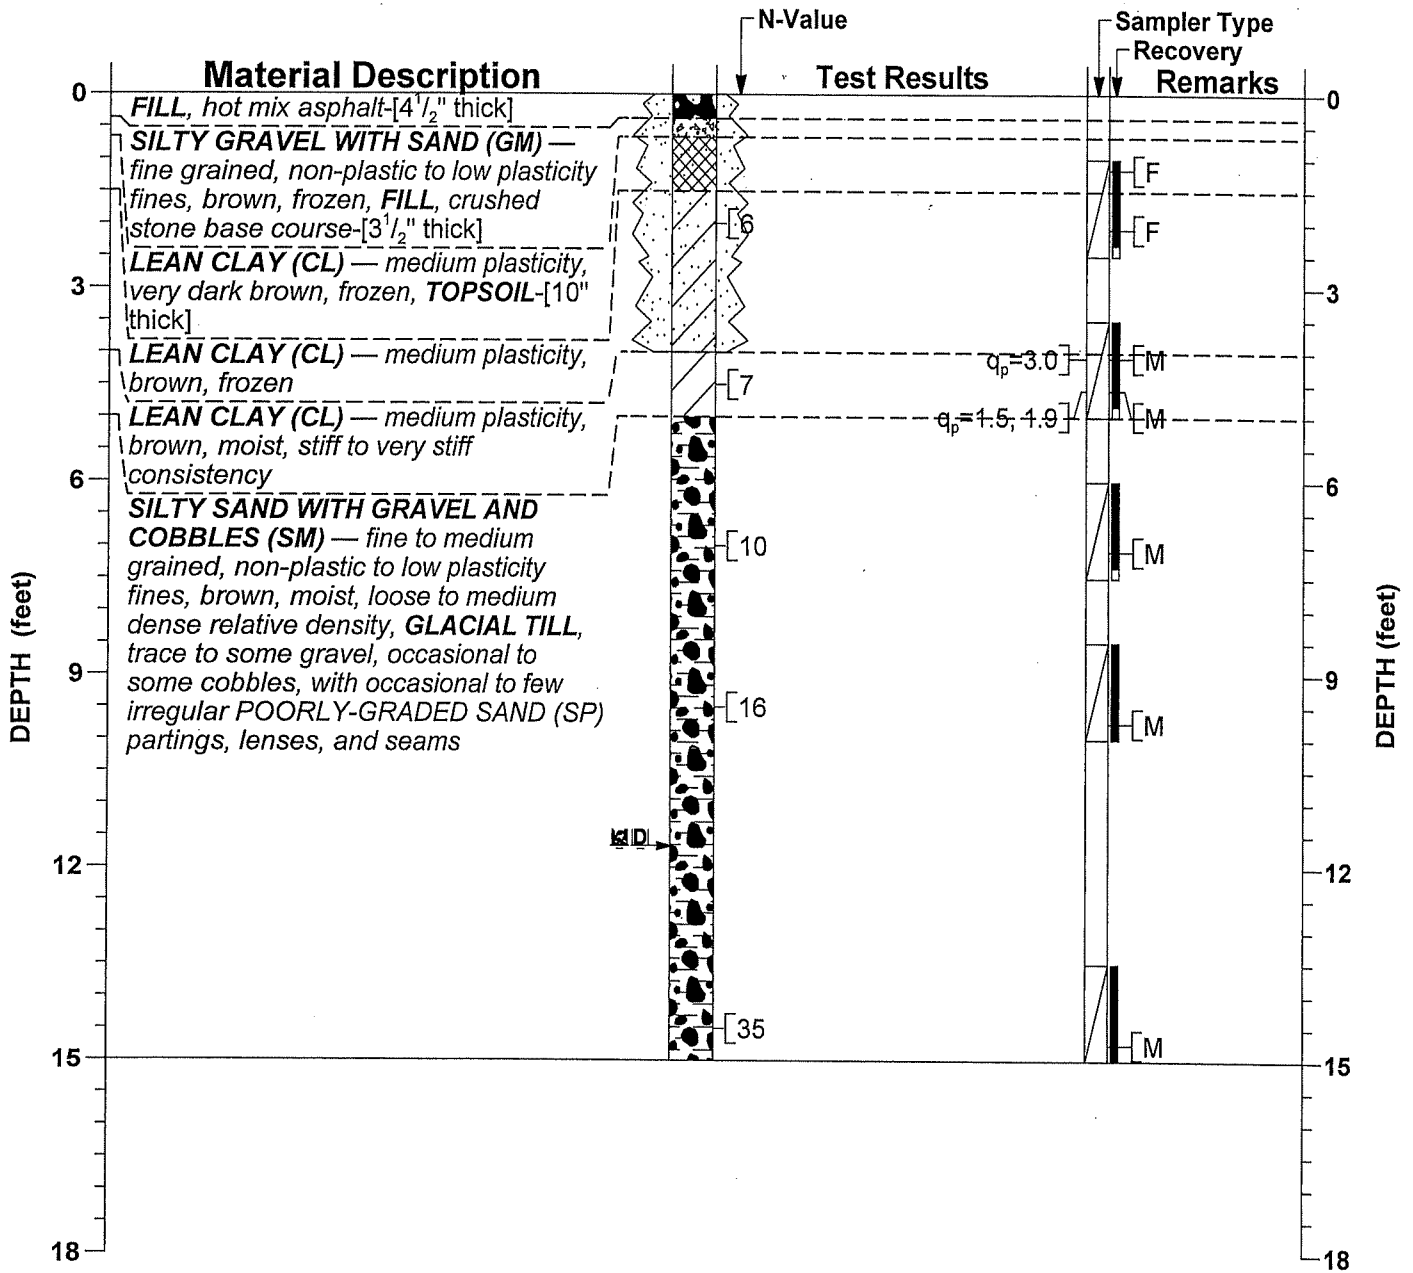 N-Value
Sampler Type
Recovery
Material Description
Test Results
Remarks
0
FILL, hot mix asphalt-[4 1/2" thick]
0
SILTY GRAVEL WITH SAND (GM) —
fine grained, non-plastic to low plasticity
F
fines, brown, frozen, FILL, crushed
stone base course-[3 1/2" thick]
6
F
LEAN CLAY (CL) — medium plasticity,
3
very dark brown, frozen, TOPSOIL-[10"
3
thick]
LEAN CLAY (CL) — medium plasticity,
qp=3.0
M
brown, frozen
7
LEAN CLAY (CL) — medium plasticity,
qp=1.5, 1.9
M
brown, moist, stiff to very stiff
consistency
6
6
SILTY SAND WITH GRAVEL AND
COBBLES (SM) — fine to medium
10
M
grained, non-plastic to low plasticity
fines, brown, moist, loose to medium
dense relative density, GLACIAL TILL,
trace to some gravel, occasional to
9
9
some cobbles, with occasional to few
irregular POORLY-GRADED SAND (SP)
16
M
partings, lenses, and seams
DEPTH (feet)
DEPTH (feet)
12
12
35
M
15
15
18
18